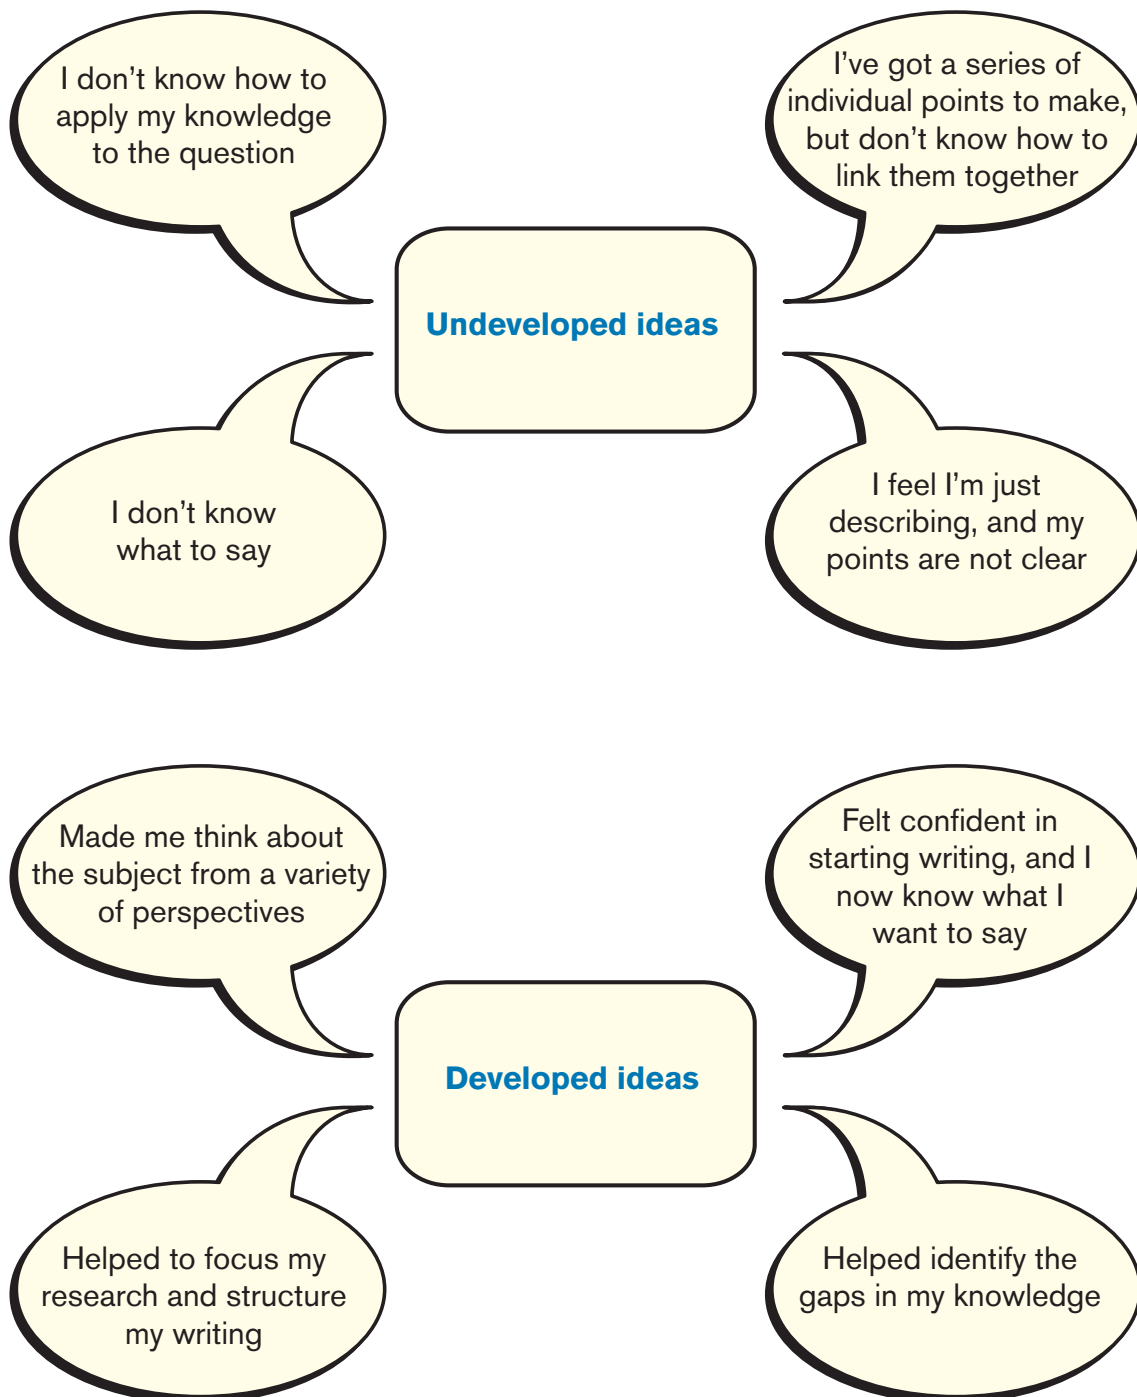 I don’t know how to
apply my knowledge
to the question
I’ve got a series of
individual points to make,
but don’t know how to
link them together
Undeveloped ideas
I don’t know
what to say
I feel I’m just
describing, and my
points are not clear
Made me think about
the subject from a variety
of perspectives
Felt confident in
starting writing, and I
now know what I
want to say
Developed ideas
Helped to focus my
research and structure
my writing
Helped identify the
gaps in my knowledge